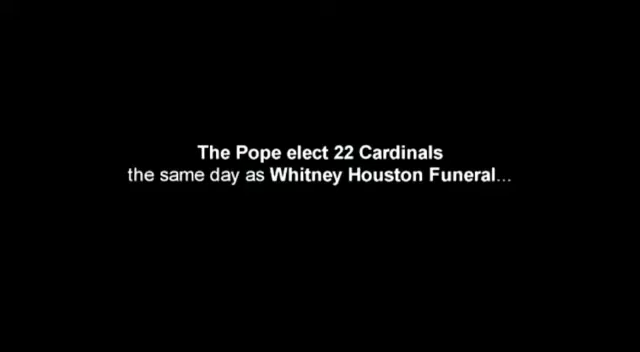 The Pope elect 22 Cardinals
the same day as Whitney Houston Funeral...